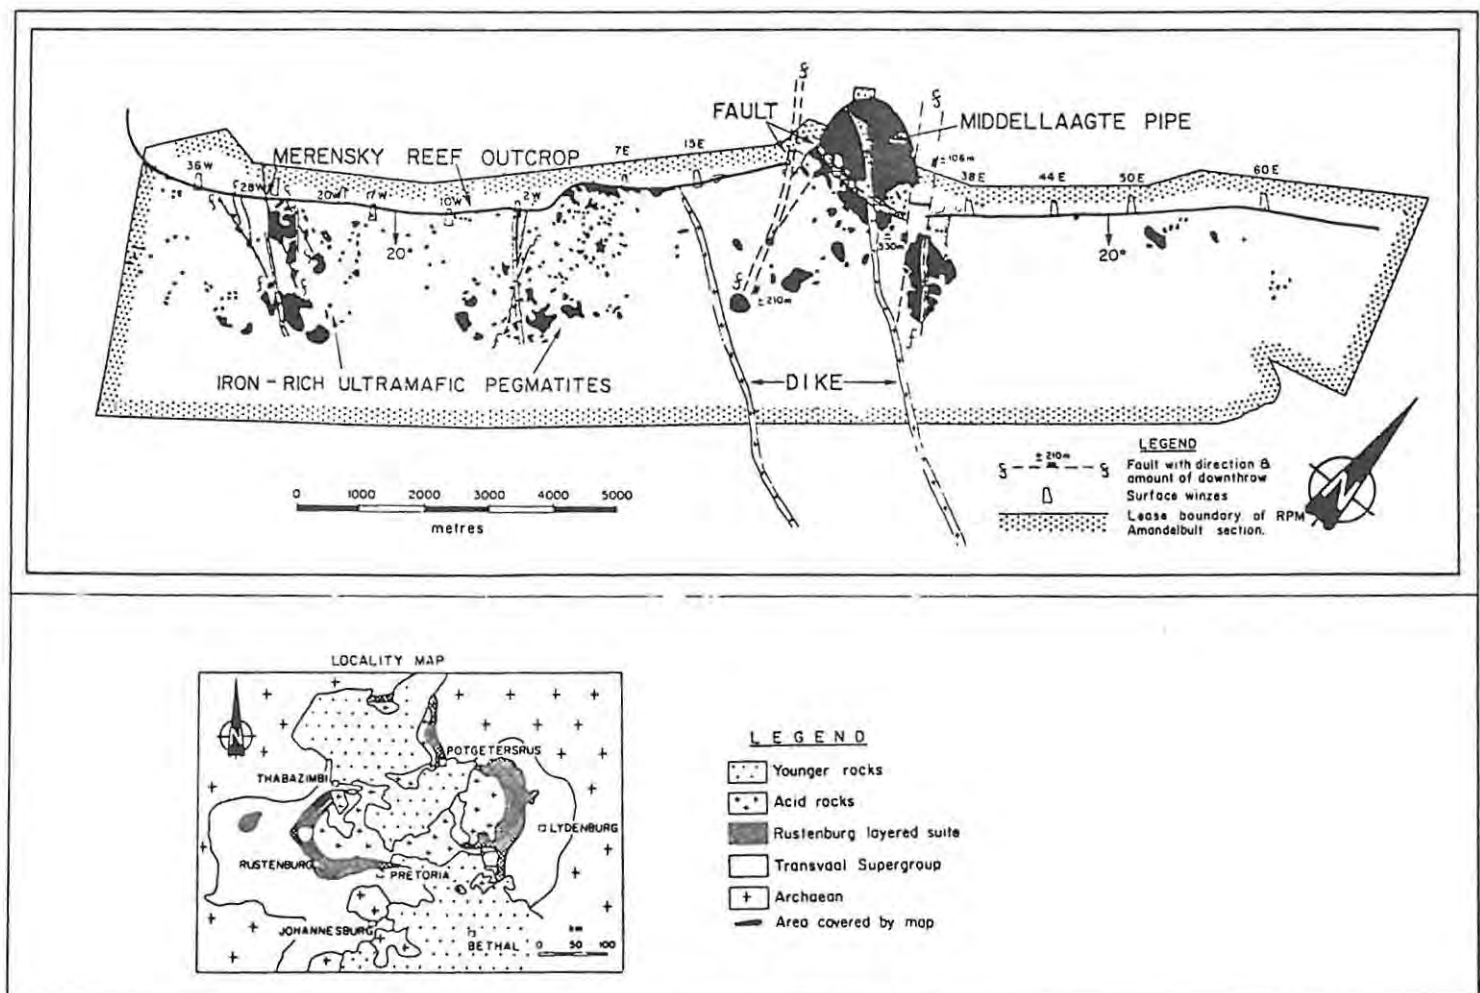 FAULT
MIDDELLAAGTE PIPE
MERENSKY REEF OUTCROP
36W
28W
20W
17W
10W
2W
7E
15E
± 106m
38E
44E
50E
60E
20°
20°
± 330m
± 210m
IRON-RICH ULTRAMAFIC PEGMATITES
DIKE
0 1000 2000 3000 4000 5000
metres
LEGEND
± 210m
Fault with direction & amount of downthrow
Surface winzes
Lease boundary of RPM
Amandelbult section.
N
LOCALITY MAP
N
POTGETERSRUS
THABAZIMBI
LYDENBURG
RUSTENBURG
PRETORIA
JOHANNESBURG
BETHAL
km
0 50 100
LEGEND
Younger rocks
Acid rocks
Rustenburg layered suite
Transvaal Supergroup
Archaean
Area covered by map